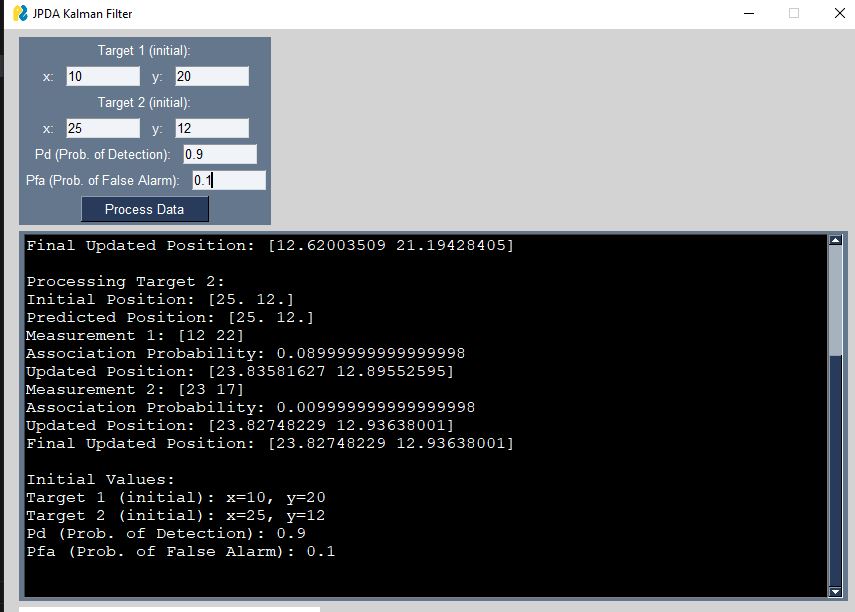 JPDA Kalman Filter
Target 1 (initial):
x: 10 y: 20
Target 2 (initial):
x: 25 y: 12
Pd (Prob. of Detection): 0.9
Pfa (Prob. of False Alarm): 0.1
Process Data
Final Updated Position: [12.62003509 21.19428405]
Processing Target 2:
Initial Position: [25. 12.]
Predicted Position: [25. 12.]
Measurement 1: [12 22]
Association Probability: 0.08999999999999998
Updated Position: [23.83581627 12.89552595]
Measurement 2: [23 17]
Association Probability: 0.009999999999999998
Updated Position: [23.82748229 12.93638001]
Final Updated Position: [23.82748229 12.93638001]
Initial Values:
Target 1 (initial): x=10, y=20
Target 2 (initial): x=25, y=12
Pd (Prob. of Detection): 0.9
Pfa (Prob. of False Alarm): 0.1